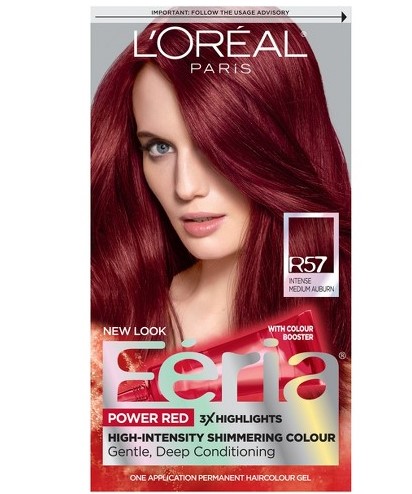 IMPORTANT: FOLLOW THE USAGE ADVISORY
L'ORÉAL
PARIS
R57
INTENSE
MEDIUM AUBURN
NEW LOOK
WITH COLOUR
BOOSTER
Féria®
POWER RED 3X HIGHLIGHTS
HIGH-INTENSITY SHIMMERING COLOUR
Gentle, Deep Conditioning
ONE APPLICATION PERMANENT HAIRCOLOUR GEL